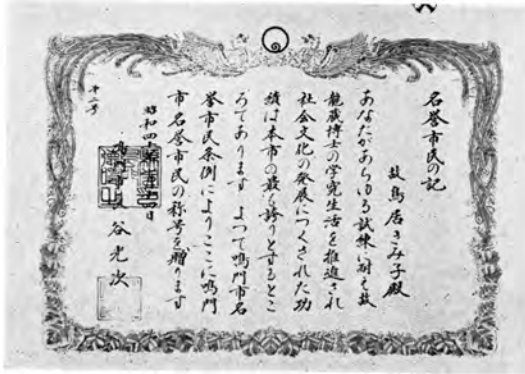 名誉市民の記
故鳥居きみ子殿
あなたがあらゆる試練に耐え故
龍蔵博士の学究生活を推進され
社会文化の発展につくされた功
績は本市の最も誇りとするとこ
ろであります よつて鳴門市名
誉市民条例によりここに鳴門
市名誉市民の称号を贈ります
昭和四十
鳴門市長 谷光次
第二号